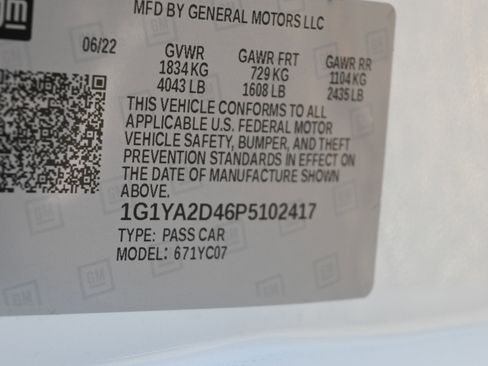 GM
MFD BY GENERAL MOTORS LLC
06/22 GVWR GAWR FRT GAWR RR
1834 KG 729 KG 1104 KG
4043 LB 1608 LB 2435 LB
THIS VEHICLE CONFORMS TO ALL
APPLICABLE U.S. FEDERAL MOTOR
VEHICLE SAFETY, BUMPER, AND THEFT
PREVENTION STANDARDS IN EFFECT ON
THE DATE OF MANUFACTURE SHOWN
ABOVE.
1G1YA2D46P5102417
TYPE: PASS CAR
MODEL: 671YC07